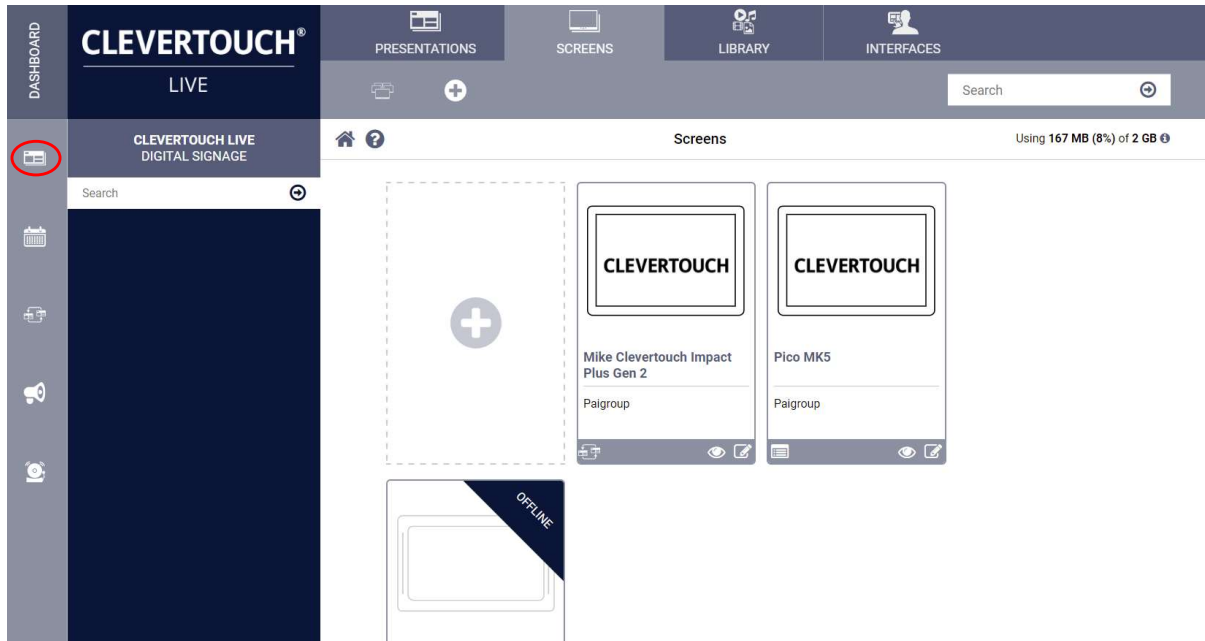 DASHBOARD
CLEVERTOUCH®
LIVE
PRESENTATIONS
SCREENS
LIBRARY
INTERFACES
Search
CLEVERTOUCH LIVE
DIGITAL SIGNAGE
Search
Screens
Using 167 MB (8%) of 2 GB
CLEVERTOUCH
Mike Clevertouch Impact
Plus Gen 2
Paigroup
CLEVERTOUCH
Pico MK5
Paigroup
OFFLINE